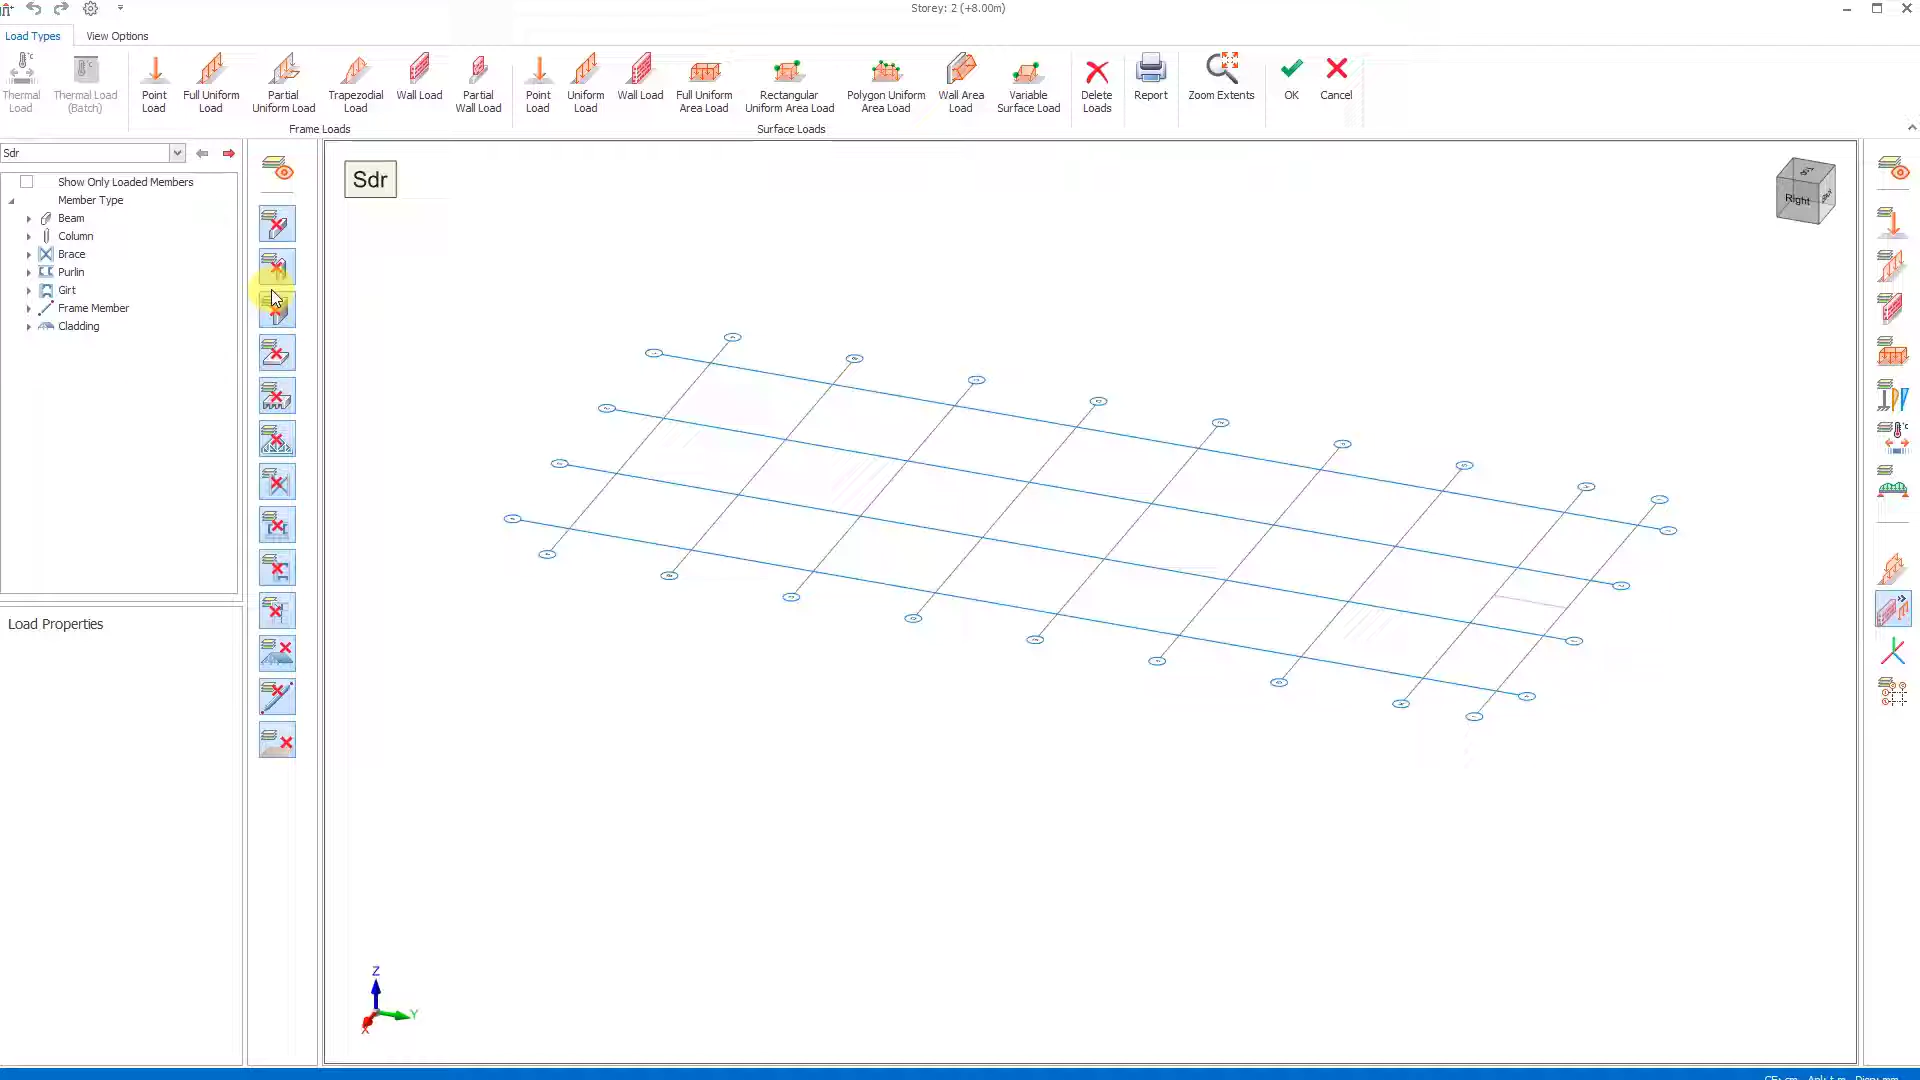 Storey: 2 (+8.00m)
Load Types
View Options
Thermal Load
Thermal Load (Batch)
Point Load
Full Uniform Load
Partial Uniform Load
Trapezodial Load
Wall Load
Partial Wall Load
Point Load
Uniform Load
Wall Load
Full Uniform Area Load
Rectangular Uniform Area Load
Polygon Uniform Area Load
Wall Area Load
Variable Surface Load
Delete Loads
Report
Zoom Extents
OK
Cancel
Frame Loads
Surface Loads
Sdr
Show Only Loaded Members
Member Type
Beam
Column
Brace
Purlin
Girt
Frame Member
Cladding
Load Properties
Sdr
Right
Z
Y
X